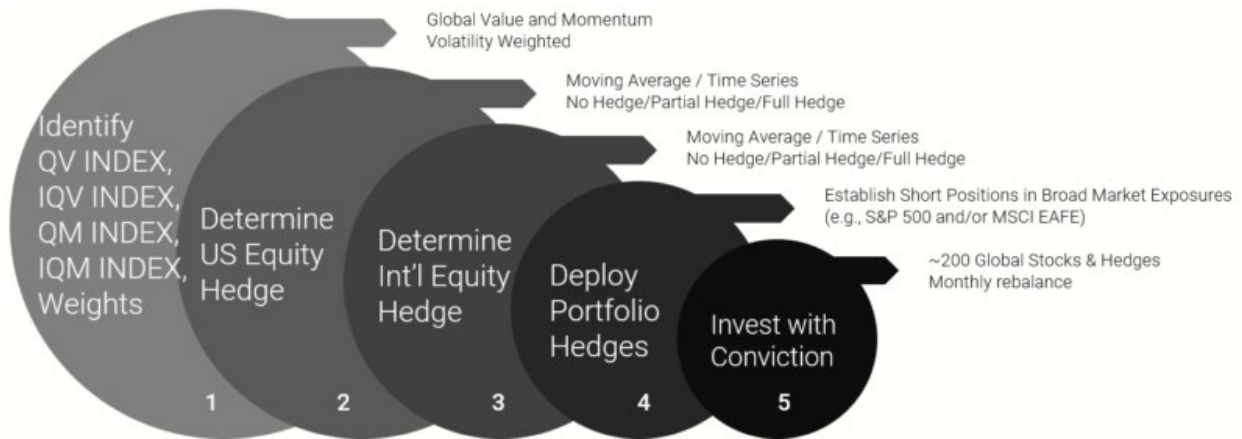 Global Value and Momentum
Volatility Weighted
Moving Average / Time Series
No Hedge/Partial Hedge/Full Hedge
Moving Average / Time Series
No Hedge/Partial Hedge/Full Hedge
Establish Short Positions in Broad Market Exposures
(e.g., S&P 500 and/or MSCI EAFE)
~200 Global Stocks & Hedges
Monthly rebalance
Identify
QV INDEX,
IQV INDEX,
QM INDEX,
IQM INDEX,
Weights
1
Determine
US Equity
Hedge
2
Determine
Int'l Equity
Hedge
3
Deploy
Portfolio
Hedges
4
Invest with
Conviction
5